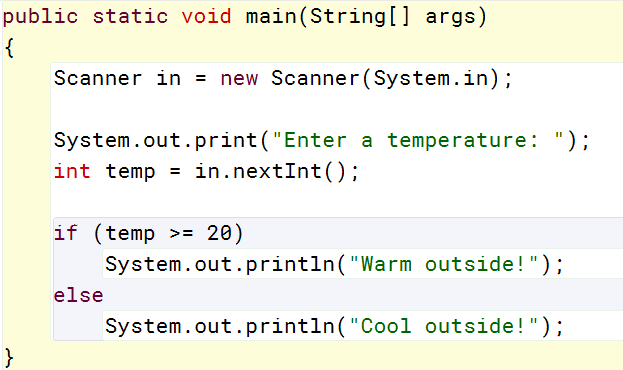 public static void main(String[] args)
{
    Scanner in = new Scanner(System.in);

    System.out.print("Enter a temperature: ");
    int temp = in.nextInt();

    if (temp >= 20)
        System.out.println("Warm outside!");
    else
        System.out.println("Cool outside!");
}